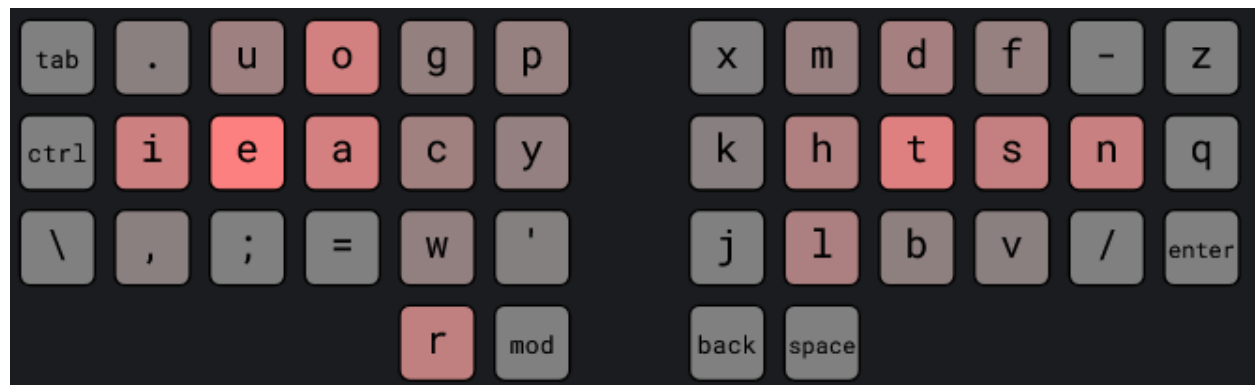 tab . u o g p x m d f - z
ctrl i e a c y k h t s n q
\ , ; = w ' j l b v / enter
r mod back space